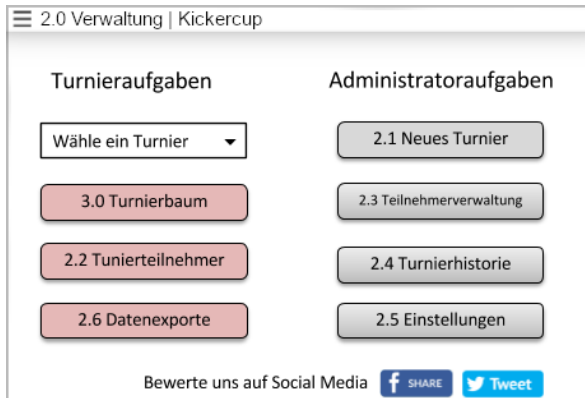 2.0 Verwaltung | Kickercup
Turnieraufgaben
Wähle ein Turnier
3.0 Turnierbaum
2.2 Tunierteilnehmer
2.6 Datenexporte
Administratoraufgaben
2.1 Neues Turnier
2.3 Teilnehmerverwaltung
2.4 Turnierhistorie
2.5 Einstellungen
Bewerte uns auf Social Media f SHARE Tweet